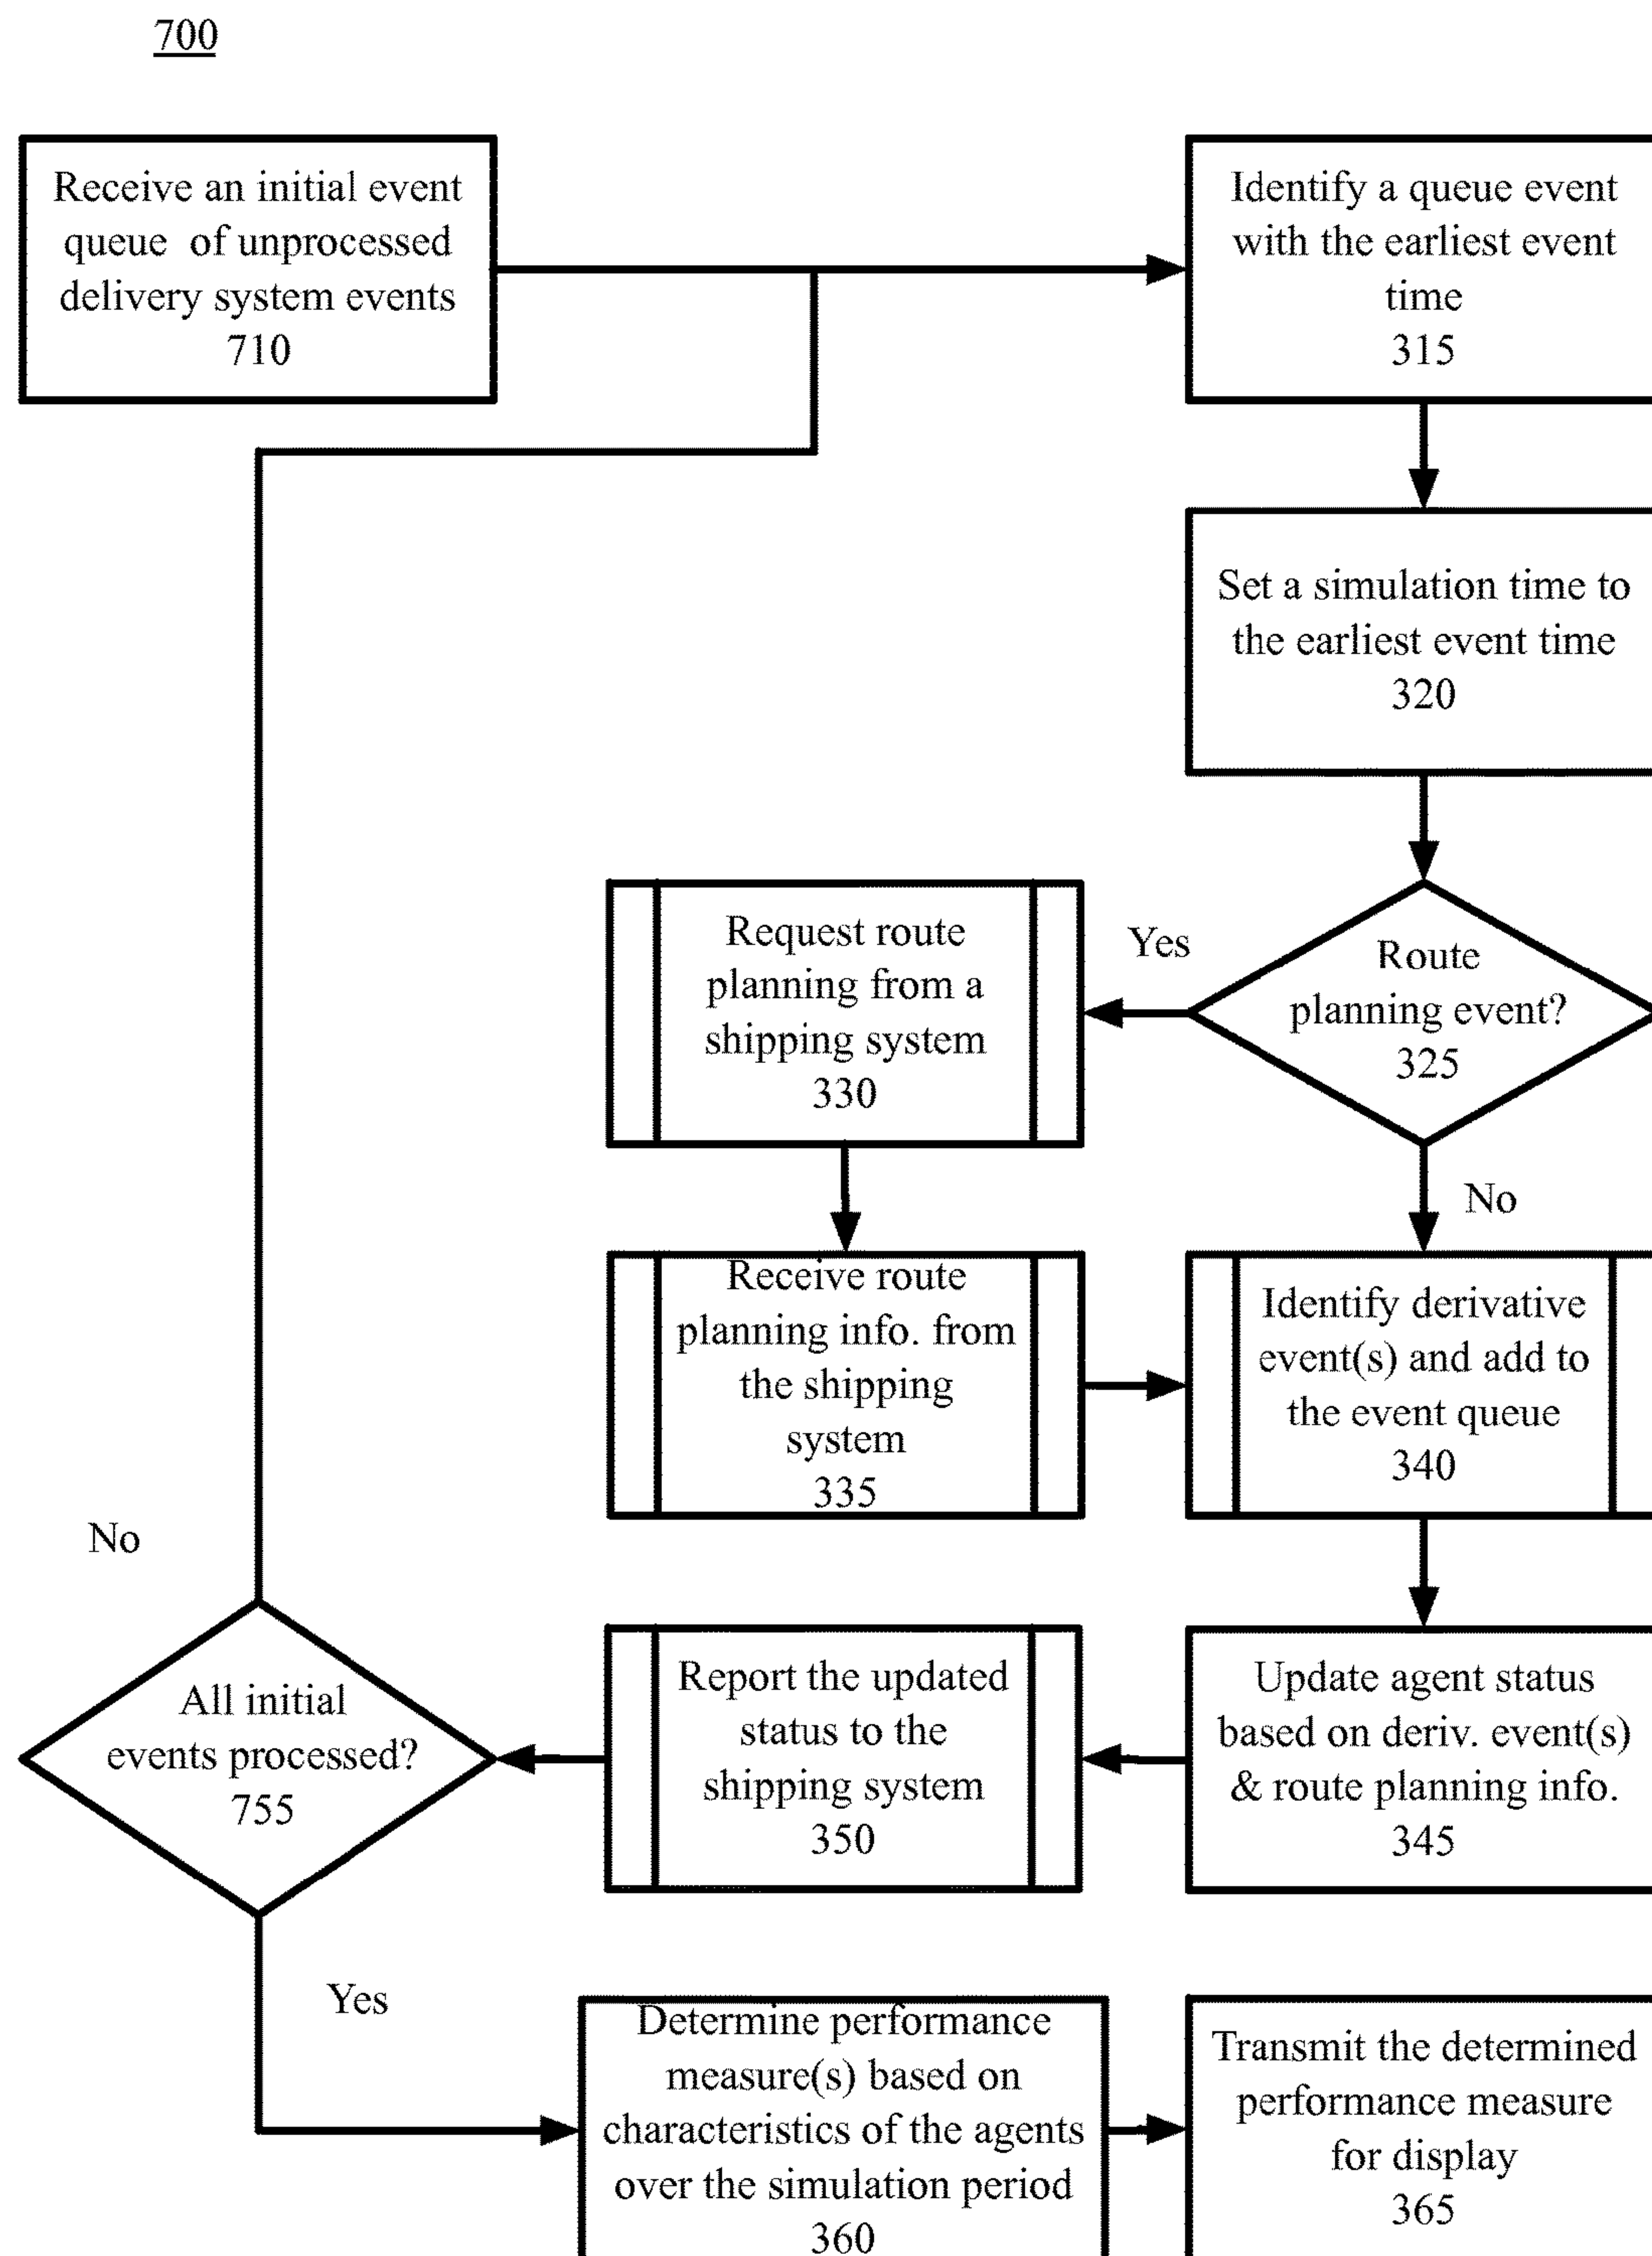 700
Receive an initial event
queue of unprocessed
delivery system events
710
Identify a queue event
with the earliest event
time
315
Set a simulation time to
the earliest event time
320
Route
planning event?
325
Yes
No
Request route
planning from a
shipping system
330
Receive route
planning info. from
the shipping
system
335
Identify derivative
event(s) and add to
the event queue
340
Update agent status
based on deriv. event(s)
& route planning info.
345
Report the updated
status to the
shipping system
350
All initial
events processed?
755
No
Yes
Determine performance
measure(s) based on
characteristics of the agents
over the simulation period
360
Transmit the determined
performance measure
for display
365